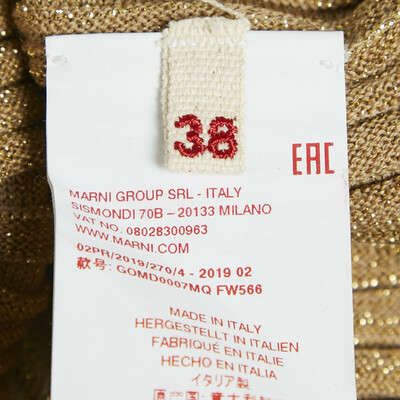 38
EAC
MARNI GROUP SRL - ITALY
SISMONDI 70B – 20133 MILANO
VAT NO. 08028300963
WWW.MARNI.COM
02PR/2019/270/4 - 2019 02
款号: GOMD0007MQ FW566
MADE IN ITALY
HERGESTELLT IN ITALIEN
FABRIQUÉ EN ITALIE
HECHO EN ITALIA
イタリア製